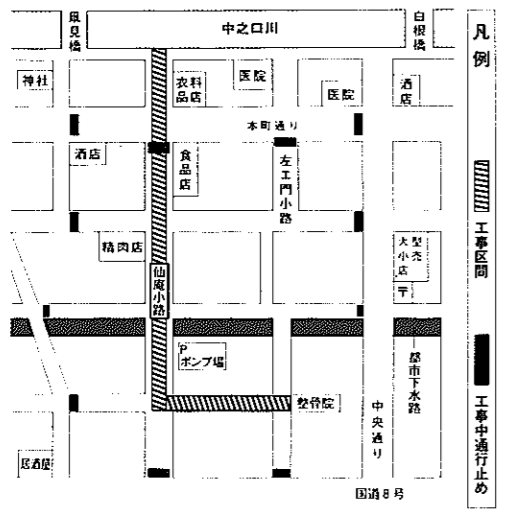 風見橋
中之口川
白根橋
凡例
神社
衣料
品店
医院
医院
酒店
本町通り
酒店
食品店
左エ門小路
工事区間
精肉店
仙庵小路
大型
小売
店
〒
P
ポンプ場
都市下水路
整骨院
中央通り
工事中通行止め
居酒屋
国道8号